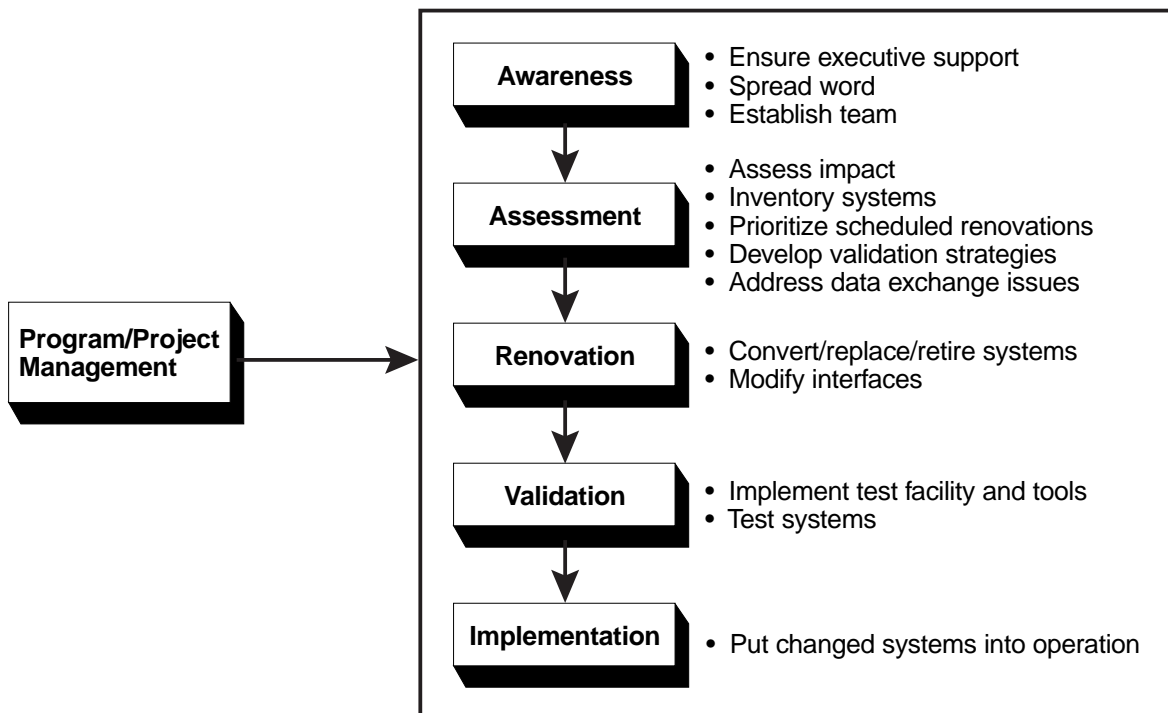 Program/Project
Management
Awareness
• Ensure executive support
• Spread word
• Establish team
Assessment
• Assess impact
• Inventory systems
• Prioritize scheduled renovations
• Develop validation strategies
• Address data exchange issues
Renovation
• Convert/replace/retire systems
• Modify interfaces
Validation
• Implement test facility and tools
• Test systems
Implementation
• Put changed systems into operation